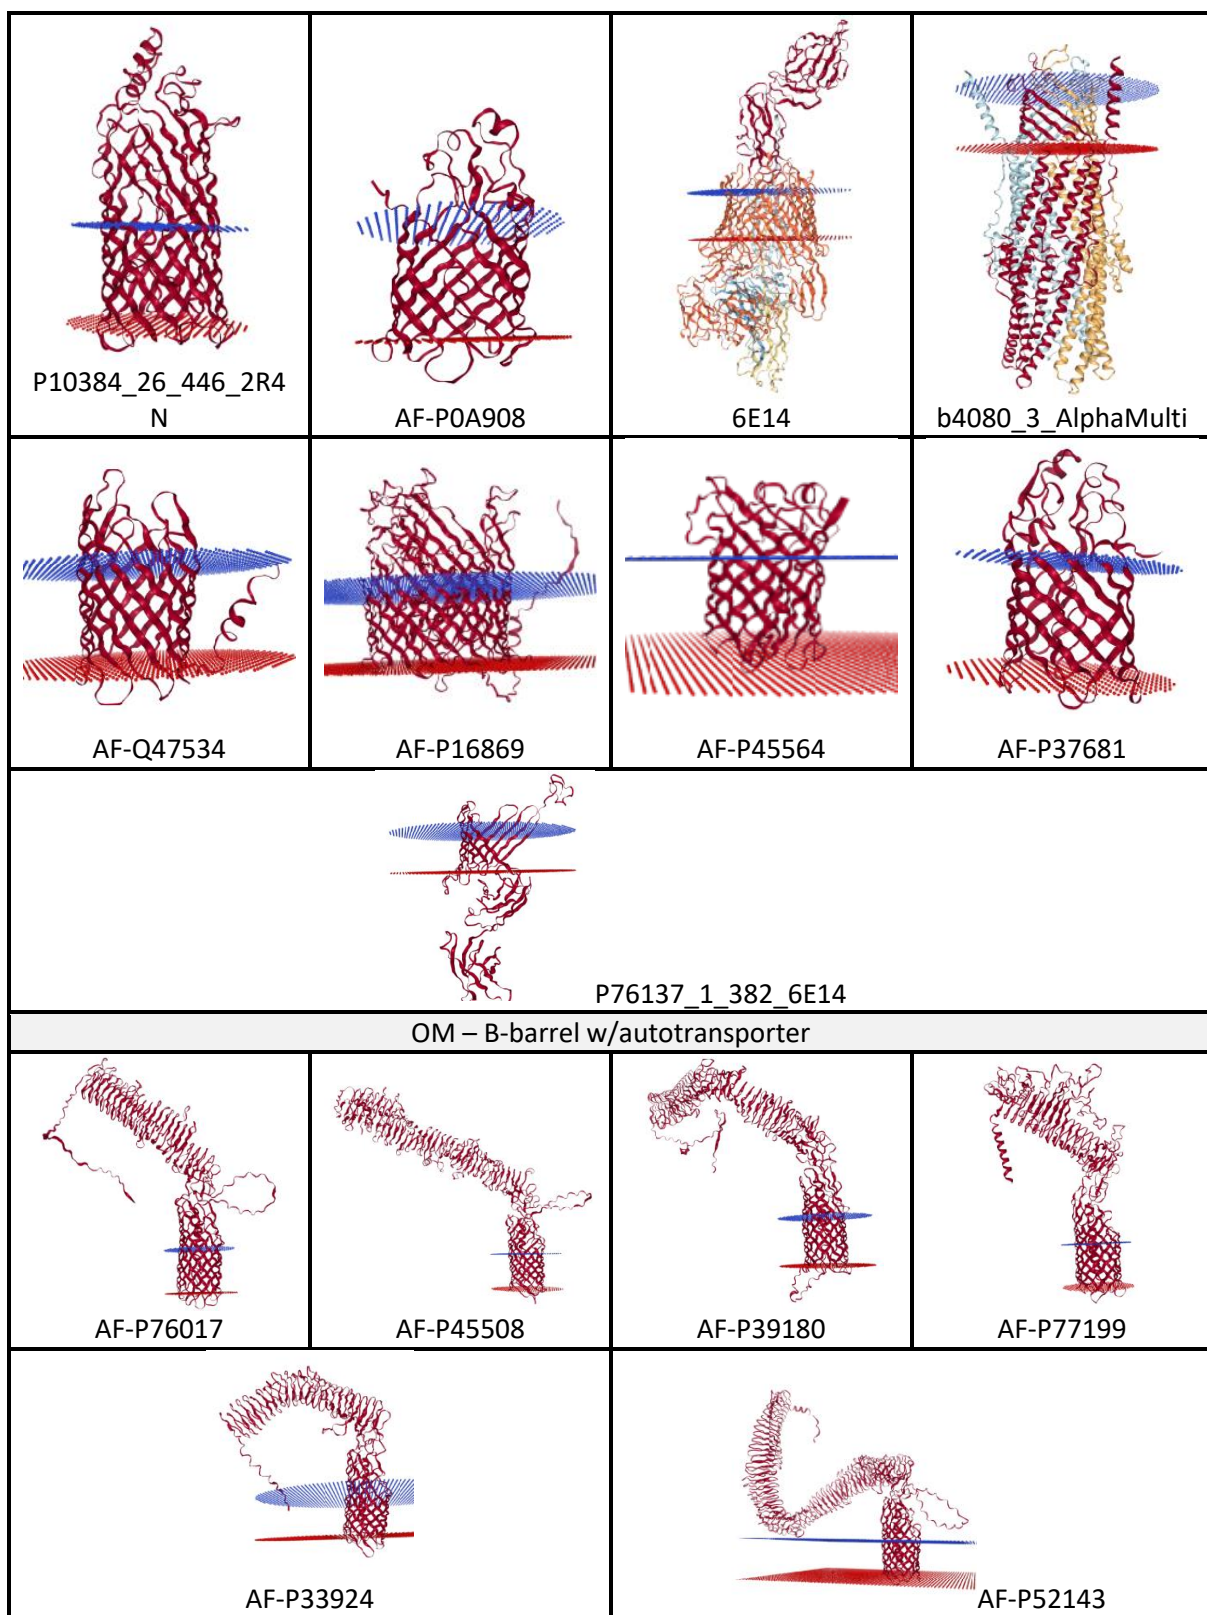 P10384_26_446_2R4
N
AF-P0A908
6E14
b4080_3_AlphaMulti
AF-Q47534
AF-P16869
AF-P45564
AF-P37681
P76137_1_382_6E14
OM – B-barrel w/autotransporter
AF-P76017
AF-P45508
AF-P39180
AF-P77199
AF-P33924
AF-P52143